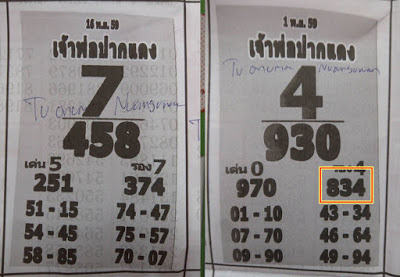 16 พ.ย. 59
เจ้าพ่อปากแดง
7
458
เด่น 5 รอง 7
251 374
51 - 15 74 - 47
54 - 45 75 - 57
58 - 85 70 - 07
1 พ.ย. 59
เจ้าพ่อปากแดง
4
930
เด่น 0 4
970 834
01 - 10 43 - 34
07 - 70 46 - 64
09 - 90 49 - 94